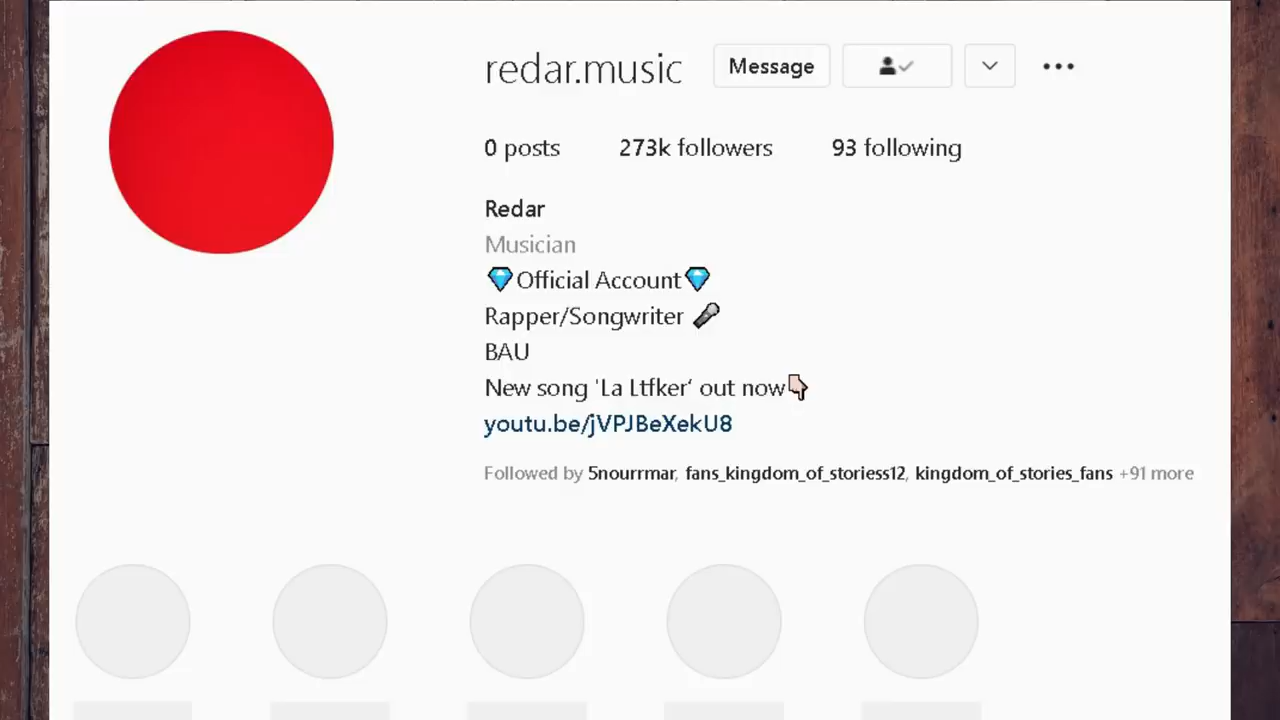 redar.music Message
0 posts 273k followers 93 following
Redar
Musician
💎Official Account💎
Rapper/Songwriter 🎤
BAU
New song 'La Ltfker‘ out now👇🏻
youtu.be/jVPJBeXekU8
Followed by 5nourrmar, fans_kingdom_of_storiess12, kingdom_of_stories_fans +91 more